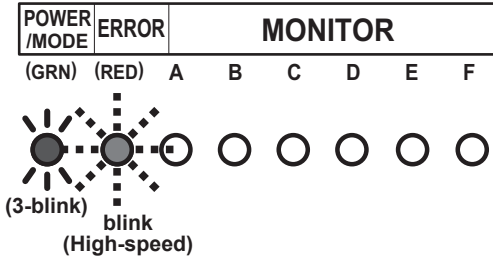 POWER
/MODE ERROR MONITOR
(GRN) (RED) A B C D E F
(3-blink)
blink
(High-speed)